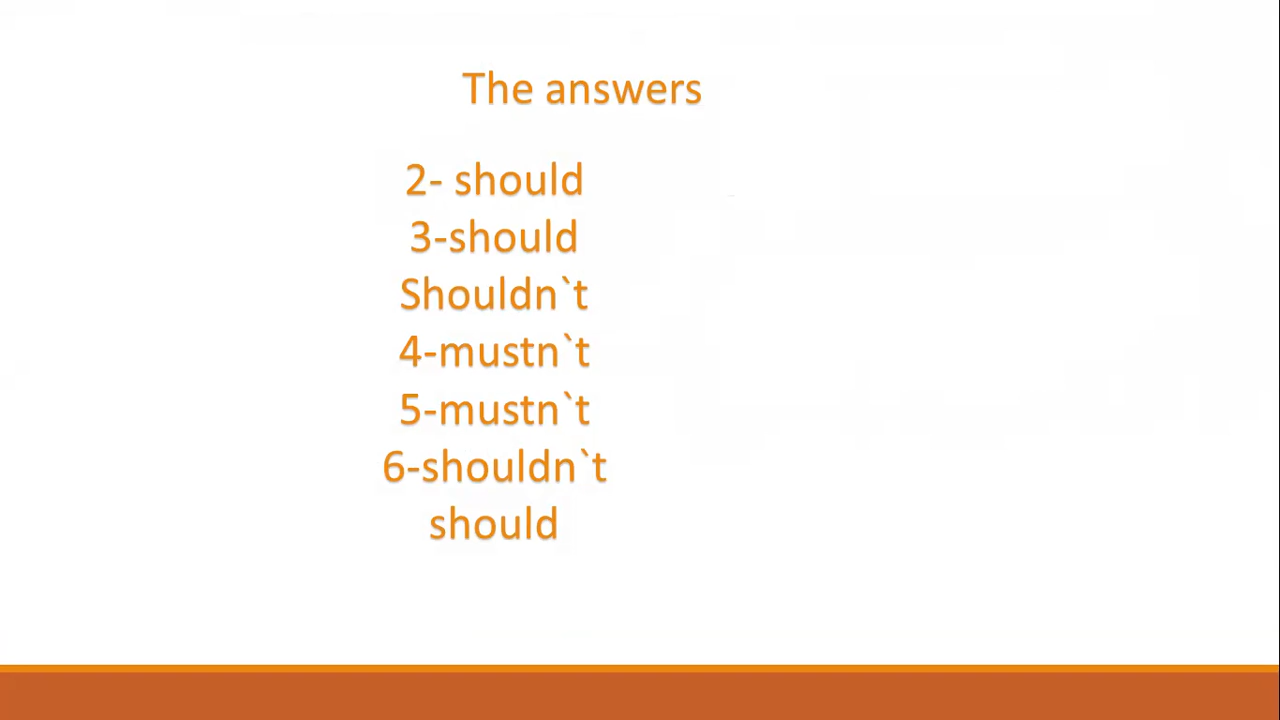 The answers
2- should
3-should
Shouldn`t
4-mustn`t
5-mustn`t
6-shouldn`t
should